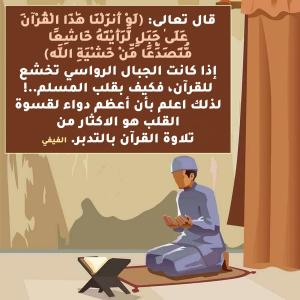 قال تعالى: (لَوْ أَنزَلْنَا هَٰذَا الْقُرْآنَ
عَلَىٰ جَبَلٍ لَّرَأَيْتَهُ خَاشِعًا
مُّتَصَدِّعًا مِّنْ خَشْيَةِ اللَّهِ)
إذا كانت الجبال الرواسي تخشع
للقرآن، فكيف بقلب المسلم..!
لذلك اعلم بأن أعظم دواء لقسوة
القلب هو الاكثار من
تلاوة القرآن بالتدبر. الفيفي